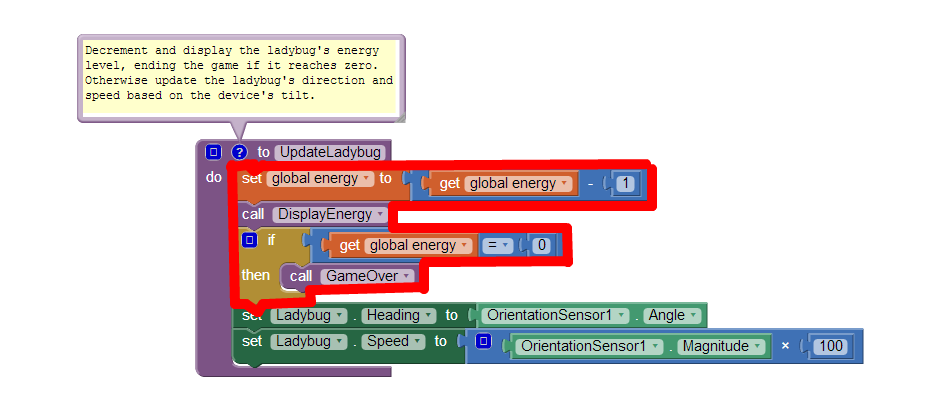 Decrement and display the ladybug's energy
level, ending the game if it reaches zero.
Otherwise update the ladybug's direction and
speed based on the device's tilt.
? to UpdateLadybug
do set global energy to get global energy - 1
call DisplayEnergy
if get global energy = 0
then call GameOver
set Ladybug . Heading to OrientationSensor1 . Angle
set Ladybug . Speed to OrientationSensor1 . Magnitude × 100